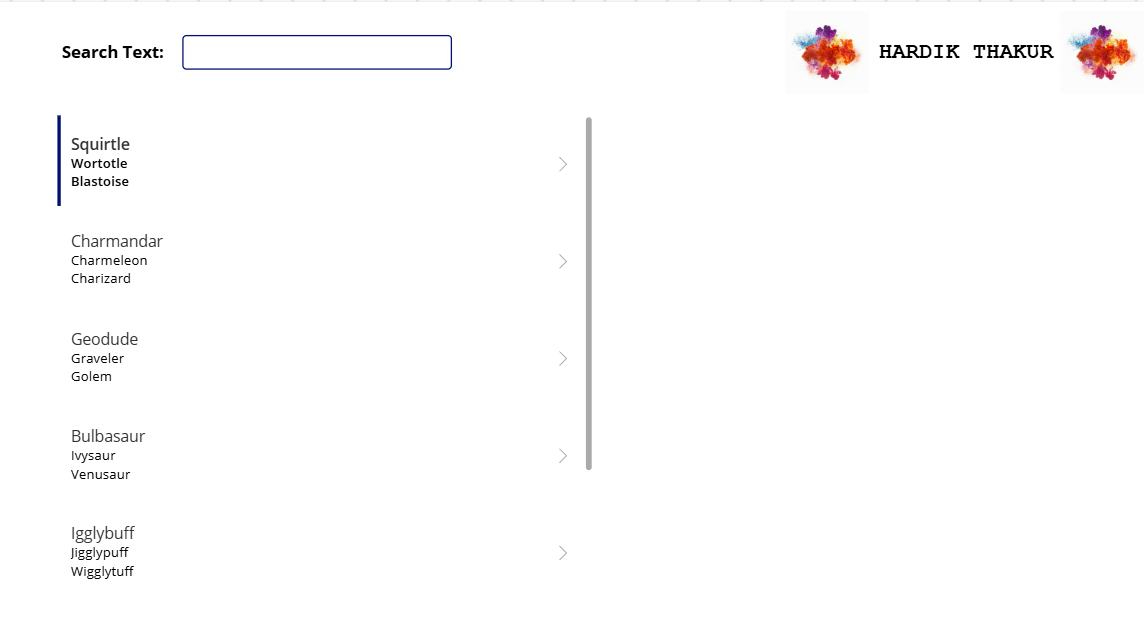 Search Text:
HARDIK THAKUR
Squirtle
Wortotle
Blastoise
Charmandar
Charmeleon
Charizard
Geodude
Graveler
Golem
Bulbasaur
Ivysaur
Venusaur
Igglybuff
Jigglypuff
Wigglytuff